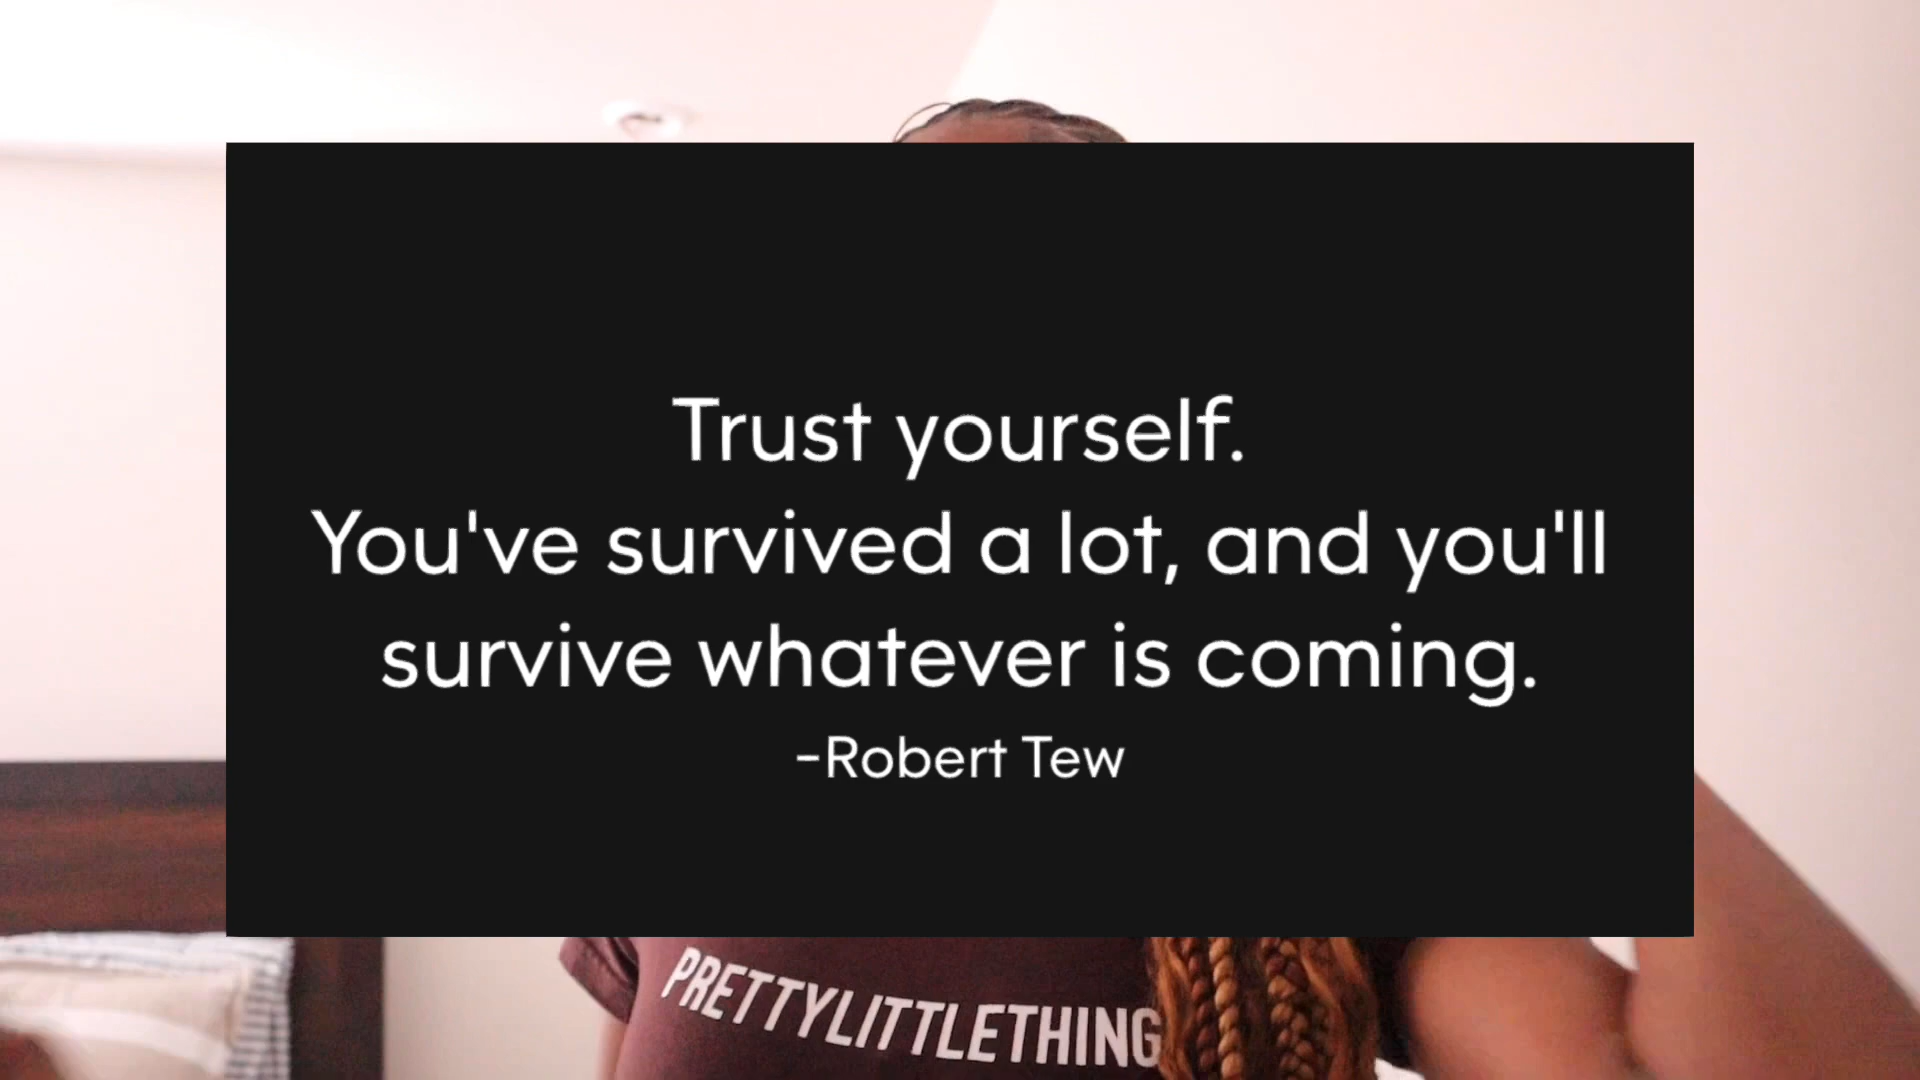 Trust yourself.
You've survived a lot, and you'll
survive whatever is coming.
-Robert Tew
PRETTYLITTLETHING